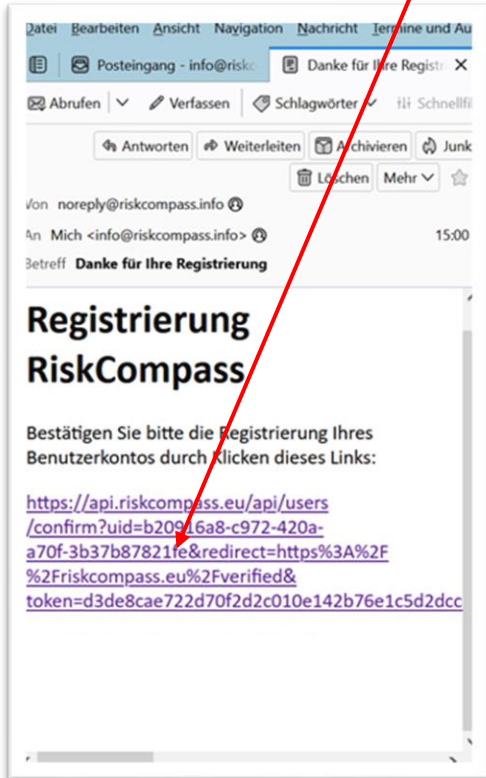 Datei Bearbeiten Ansicht Navigation Nachricht Termine und Au
Posteingang - info@risk Danke für Ihre Regist
Abrufen Verfassen Schlagwörter Schnellfil
Antworten Weiterleiten Archivieren Junk
Löschen Mehr
Von noreply@riskcompass.info
An Mich <info@riskcompass.info> 15:00
Betreff Danke für Ihre Registrierung
Registrierung
RiskCompass
Bestätigen Sie bitte die Registrierung Ihres
Benutzerkontos durch Klicken dieses Links:
https://api.riskcompass.eu/api/users
/confirm?uid=b20916a8-c972-420a-
a70f-3b37b87821fe&redirect=https%3A%2F
%2Friskcompass.eu%2Fverified&
token=d3de8cae722d70f2d2c010e142b76e1c5d2dcc